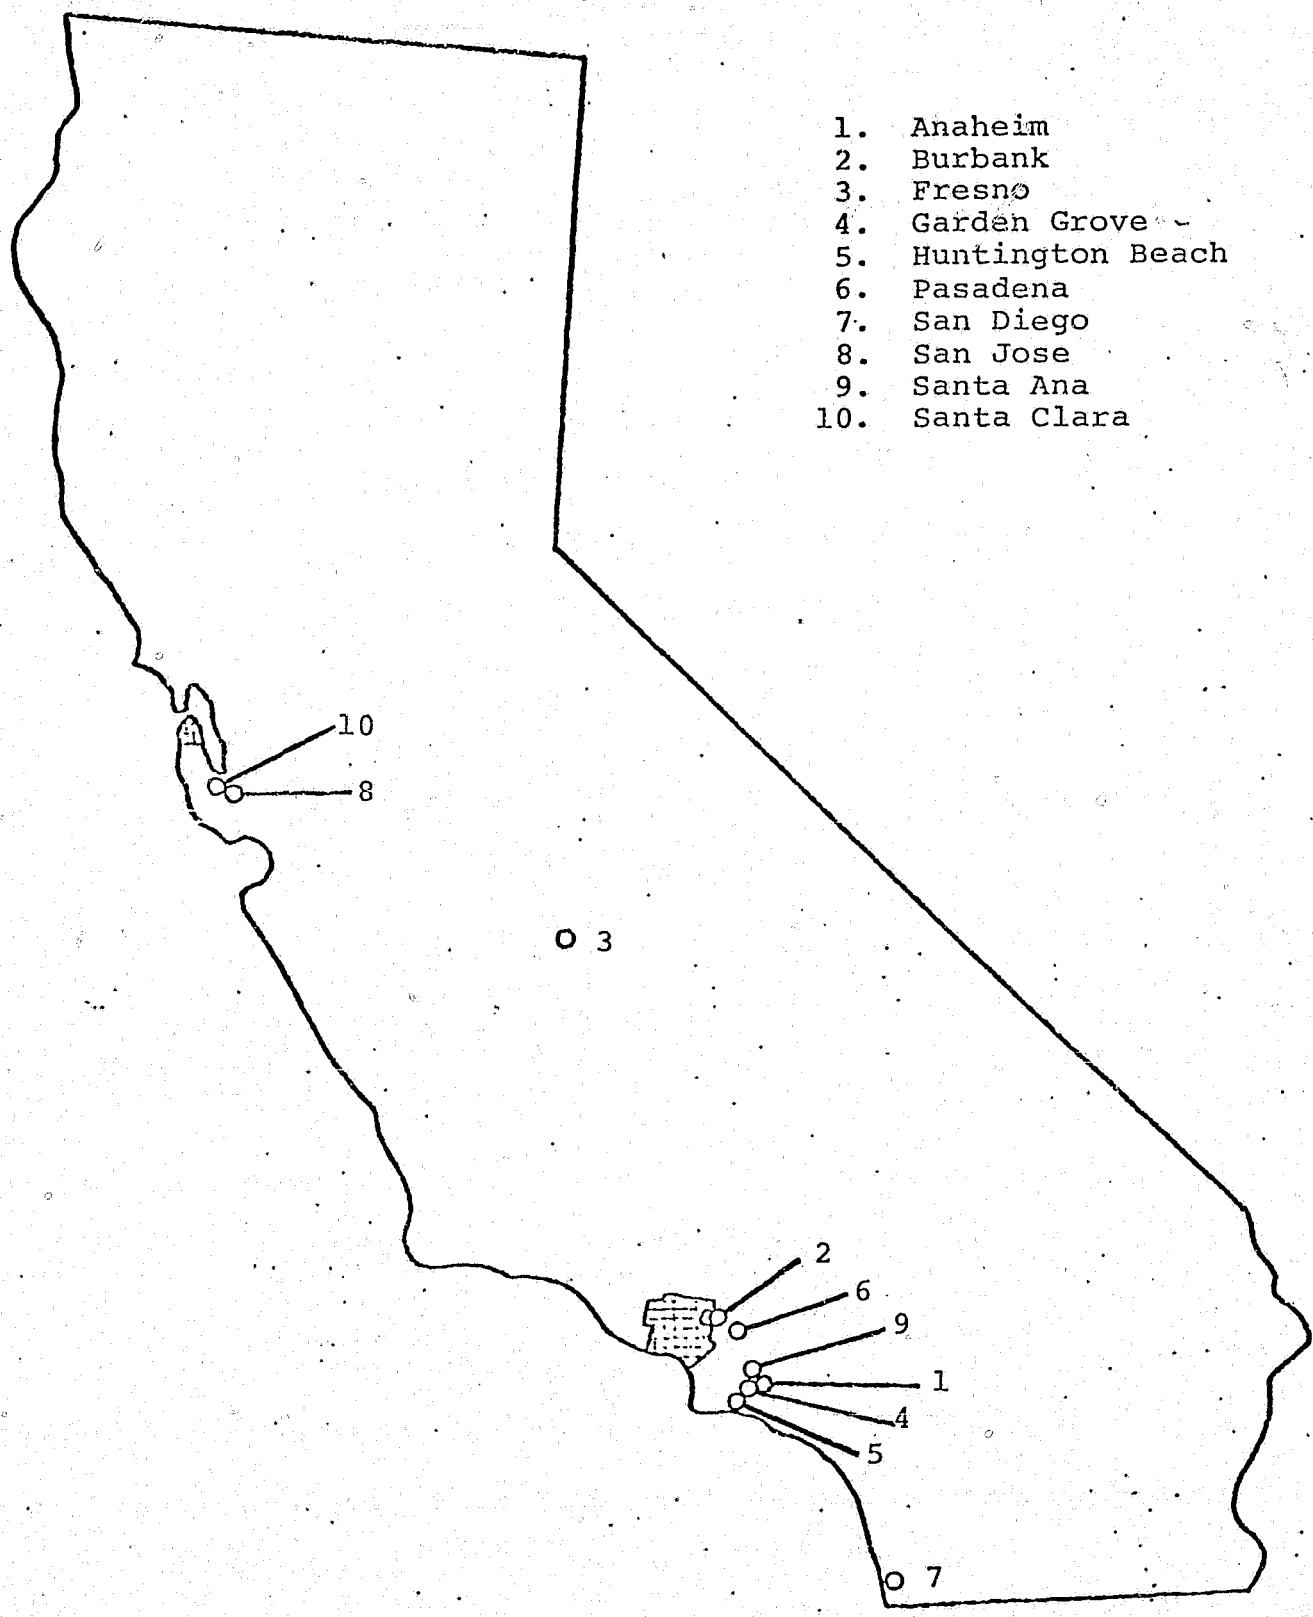 1. Anaheim
2. Burbank
3. Fresno
4. Garden Grove
5. Huntington Beach
6. Pasadena
7. San Diego
8. San Jose
9. Santa Ana
10. Santa Clara
10
8
3
2
6
9
1
4
5
7